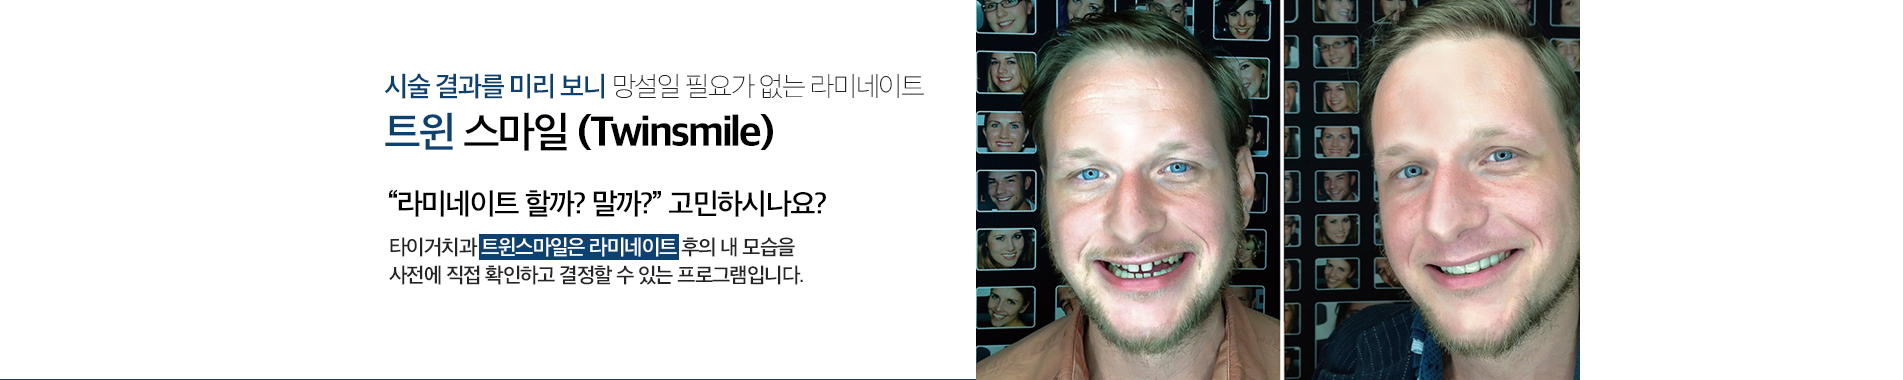 시술 결과를 미리 보니 망설일 필요가 없는 라미네이트
트윈 스마일 (Twinsmile)
“라미네이트 할까? 말까?” 고민하시나요?
타이거치과 트윈스마일은 라미네이트 후의 내 모습을
사전에 직접 확인하고 결정할 수 있는 프로그램입니다.